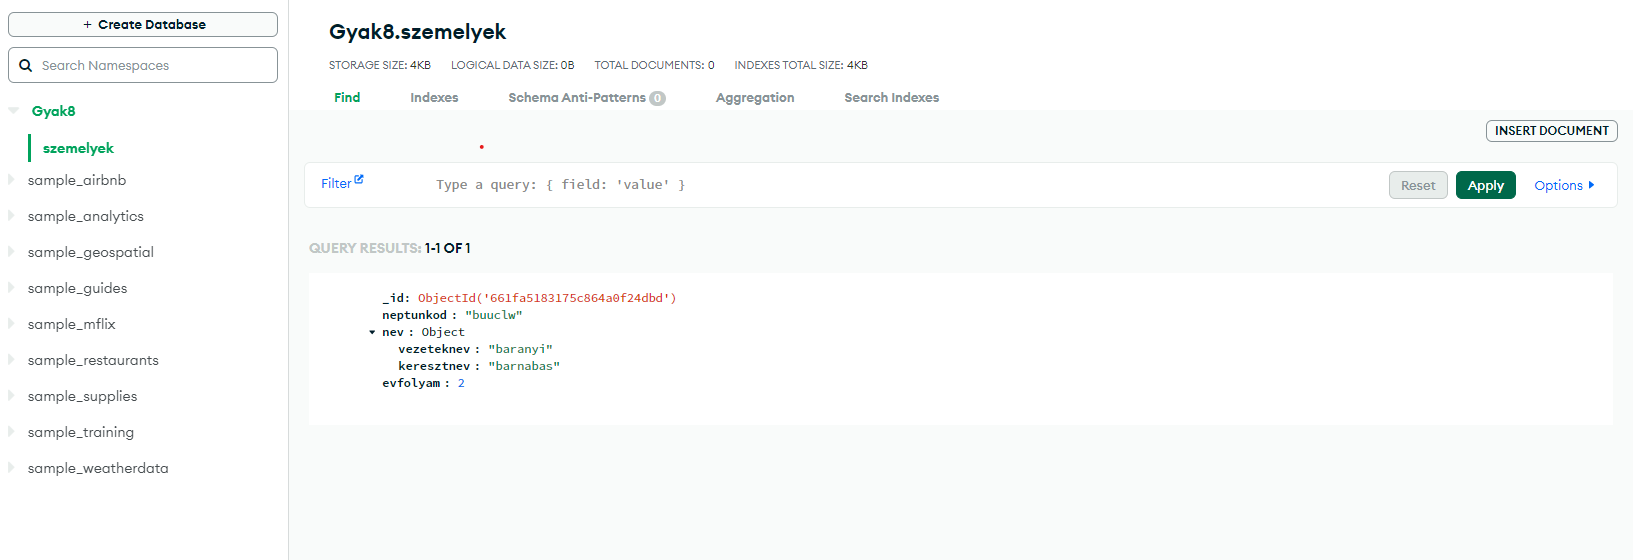 + Create Database
Search Namespaces
Gyak8
szemelyek
sample_airbnb
sample_analytics
sample_geospatial
sample_guides
sample_mflix
sample_restaurants
sample_supplies
sample_training
sample_weatherdata
Gyak8.szemelyek
STORAGE SIZE: 4KB LOGICAL DATA SIZE: 0B TOTAL DOCUMENTS: 0 INDEXES TOTAL SIZE: 4KB
Find Indexes Schema Anti-Patterns 0 Aggregation Search Indexes
INSERT DOCUMENT
Filter Type a query: { field: 'value' } Reset Apply Options
QUERY RESULTS: 1-1 OF 1
_id: ObjectId('661fa5183175c864a0f24dbd')
neptunkod : "buuclw"
nev : Object
vezeteknev : "baranyi"
keresztnev : "barnabas"
evfolyam : 2